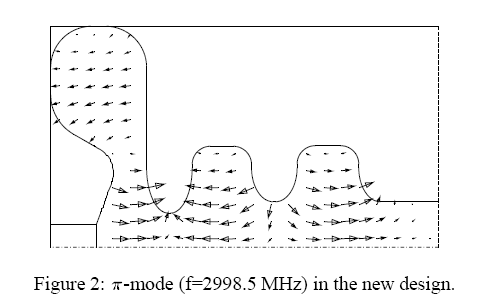 Figure 2: π-mode (f=2998.5 MHz) in the new design.